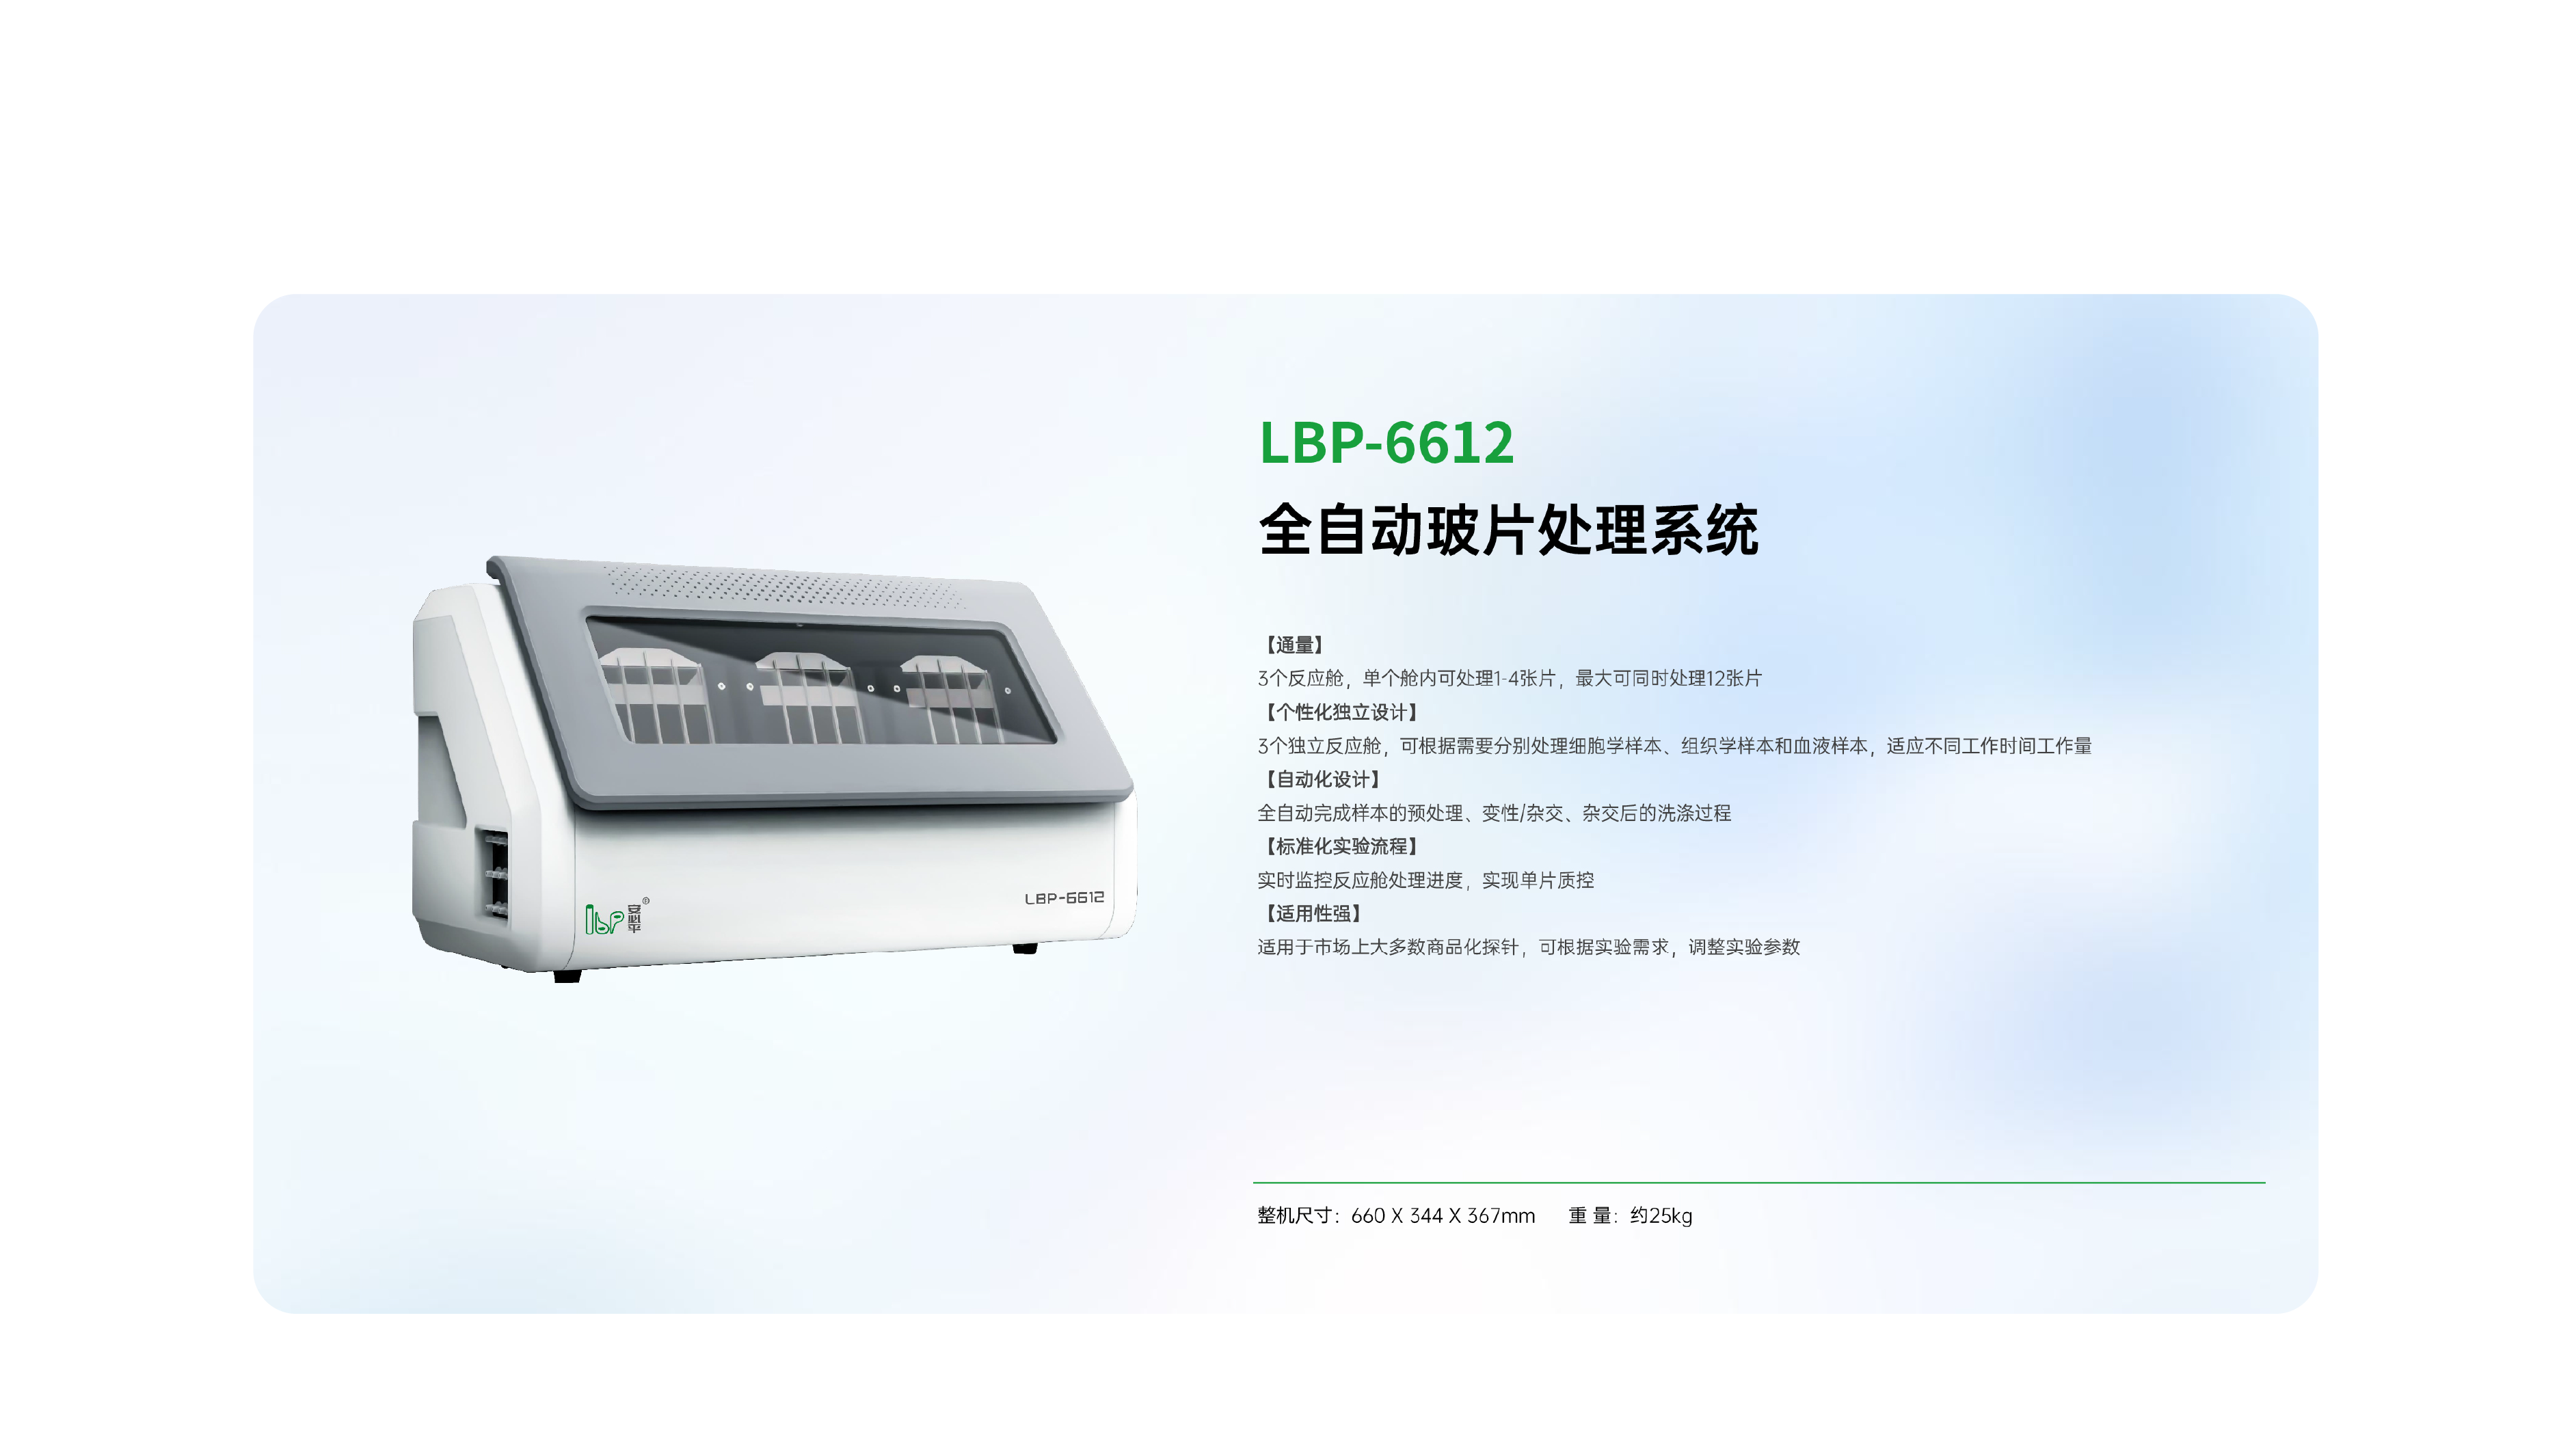 LBP-6612
全自动玻片处理系统
【通量】
3个反应舱，单个舱内可处理1-4张片，最大可同时处理12张片
【个性化独立设计】
3个独立反应舱，可根据需要分别处理细胞学样本、组织学样本和血液样本，适应不同工作时间工作量
【自动化设计】
全自动完成样本的预处理、变性/杂交、杂交后的洗涤过程
【标准化实验流程】
实时监控反应舱处理进度，实现单片质控
【适用性强】
适用于市场上大多数商品化探针，可根据实验需求，调整实验参数
整机尺寸：660 X 344 X 367mm 重 量：约25kg
lbp 安必平®
LBP-6612